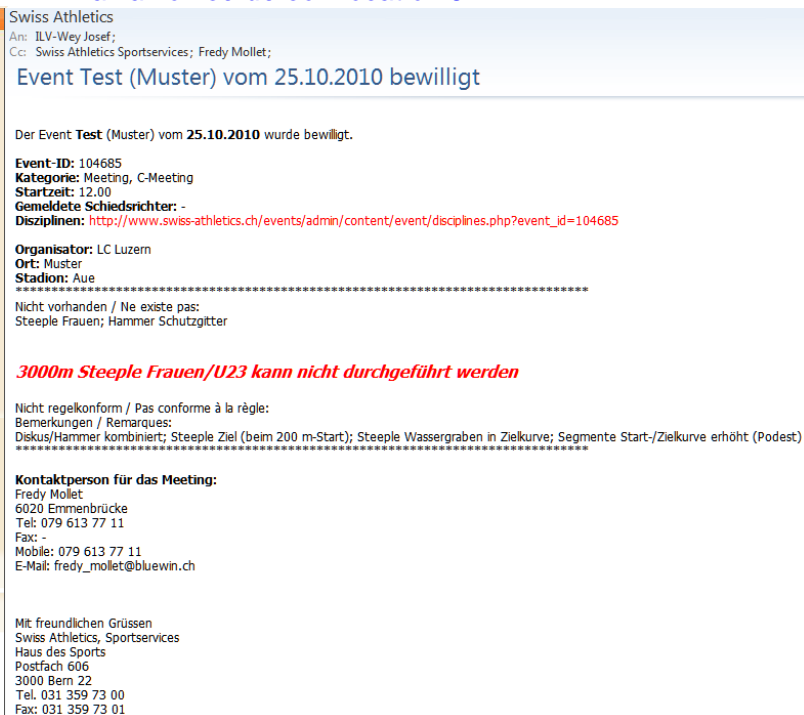 Swiss Athletics
An: ILV-Wey Josef;
Cc: Swiss Athletics Sportservices; Fredy Mollet;
Event Test (Muster) vom 25.10.2010 bewilligt
Der Event Test (Muster) vom 25.10.2010 wurde bewilligt.
Event-ID: 104685
Kategorie: Meeting, C-Meeting
Startzeit: 12.00
Gemeldete Schiedsrichter: -
Disziplinen: http://www.swiss-athletics.ch/events/admin/content/event/disciplines.php?event_id=104685
Organisator: LC Luzern
Ort: Muster
Stadion: Aue
**********************************************************************************
Nicht vorhanden / Ne existe pas:
Steeple Frauen; Hammer Schutzgitter
3000m Steeple Frauen/U23 kann nicht durchgeführt werden
Nicht regelkonform / Pas conforme à la règle:
Bemerkungen / Remarques:
Diskus/Hammer kombiniert; Steeple Ziel (beim 200 m-Start); Steeple Wassergraben in Zielkurve; Segmente Start-/Zielkurve erhöht (Podest)
**********************************************************************************
Kontaktperson für das Meeting:
Fredy Mollet
6020 Emmenbrücke
Tel: 079 613 77 11
Fax: -
Mobile: 079 613 77 11
E-Mail: fredy_mollet@bluewin.ch
Mit freundlichen Grüssen
Swiss Athletics, Sportservices
Haus des Sports
Postfach 606
3000 Bern 22
Tel. 031 359 73 00
Fax: 031 359 73 01